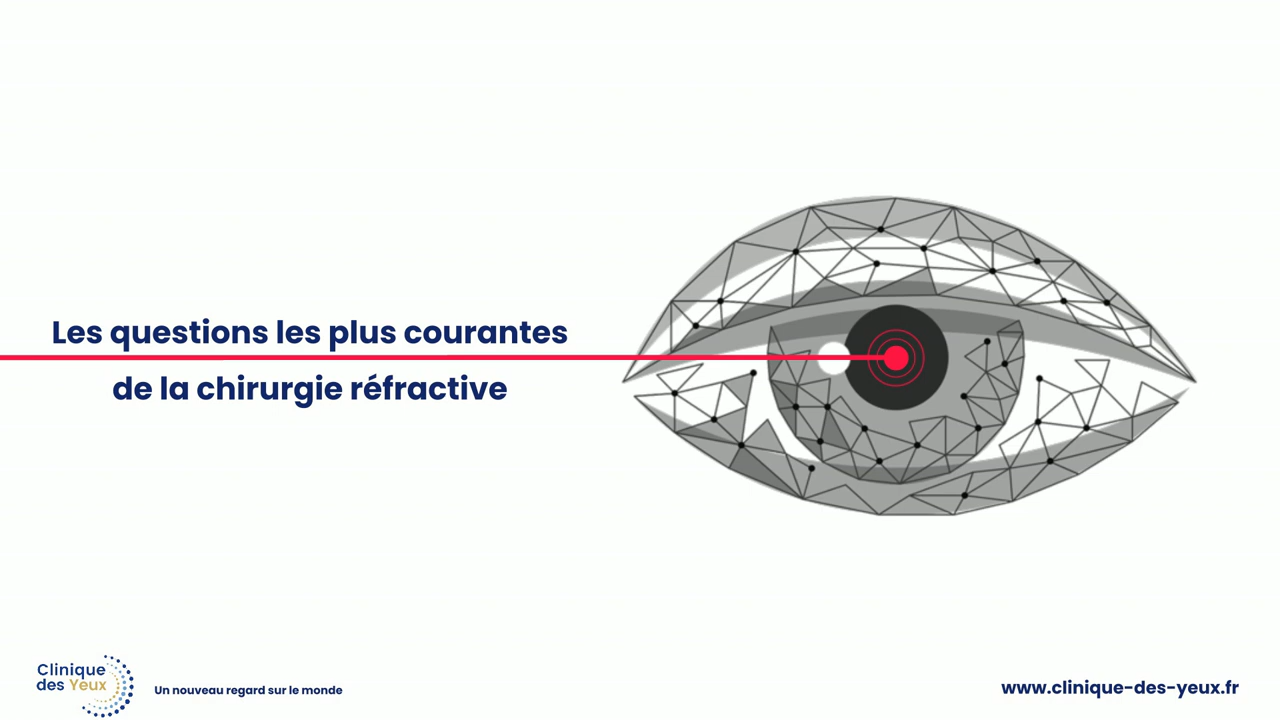 Les questions les plus courantes
de la chirurgie réfractive
Clinique
des Yeux
Un nouveau regard sur le monde
www.clinique-des-yeux.fr